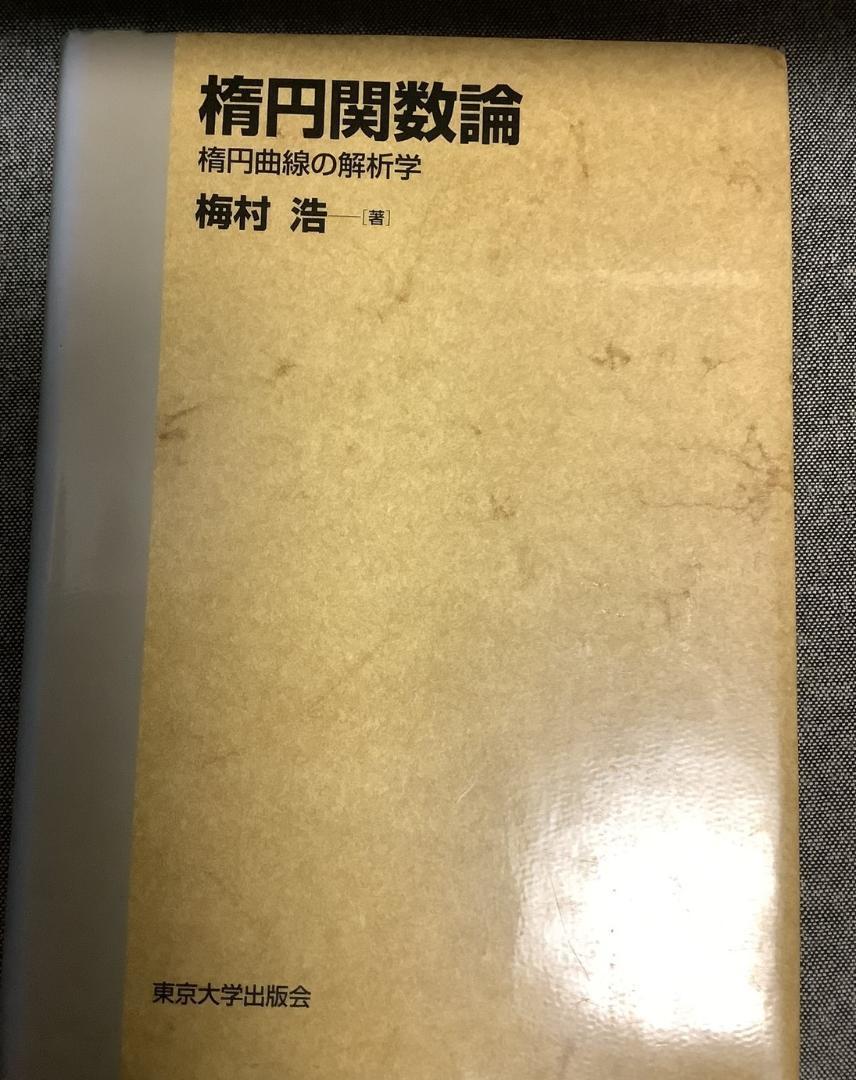 楕円関数論
楕円曲線の解析学
梅村 浩──[著]
東京大学出版会